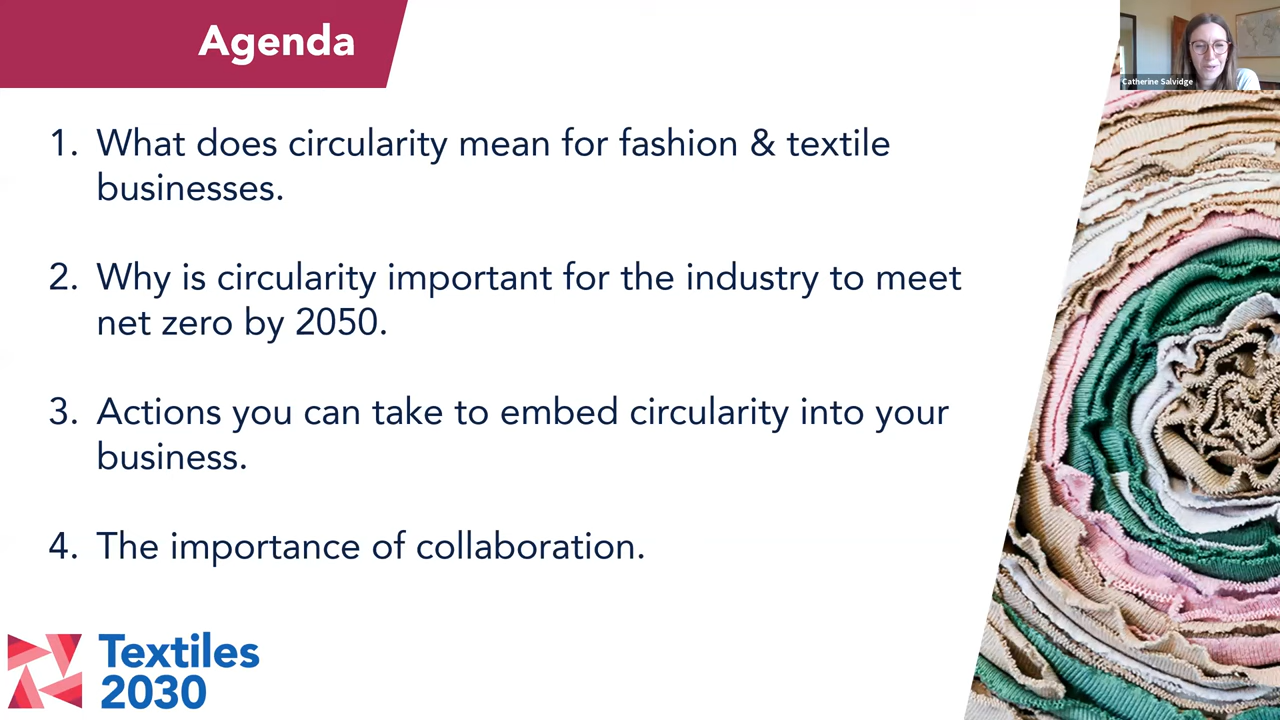 Agenda
Catherine Salvidge
1. What does circularity mean for fashion & textile
businesses.
2. Why is circularity important for the industry to meet
net zero by 2050.
3. Actions you can take to embed circularity into your
business.
4. The importance of collaboration.
Textiles
2030